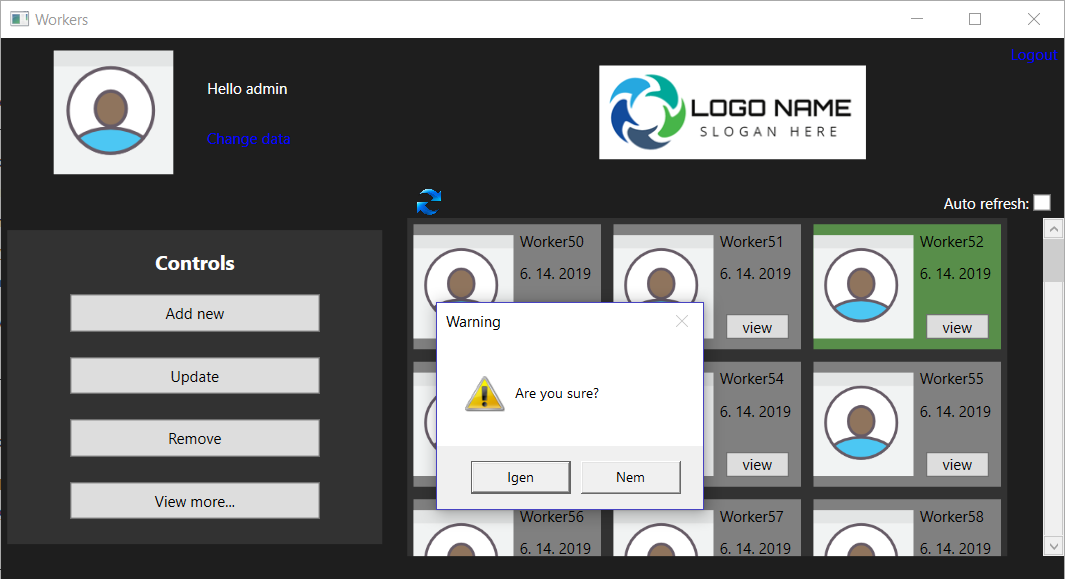 Workers
Logout
Hello admin
Change data
LOGO NAME
SLOGAN HERE
Auto refresh:
Controls
Add new
Update
Remove
View more...
Worker50
6. 14. 2019
Worker51
6. 14. 2019
view
Worker52
6. 14. 2019
view
Worker54
6. 14. 2019
view
Worker55
6. 14. 2019
view
Worker56
6. 14. 2019
Worker57
6. 14. 2019
Worker58
6. 14. 2019
Warning
Are you sure?
Igen
Nem